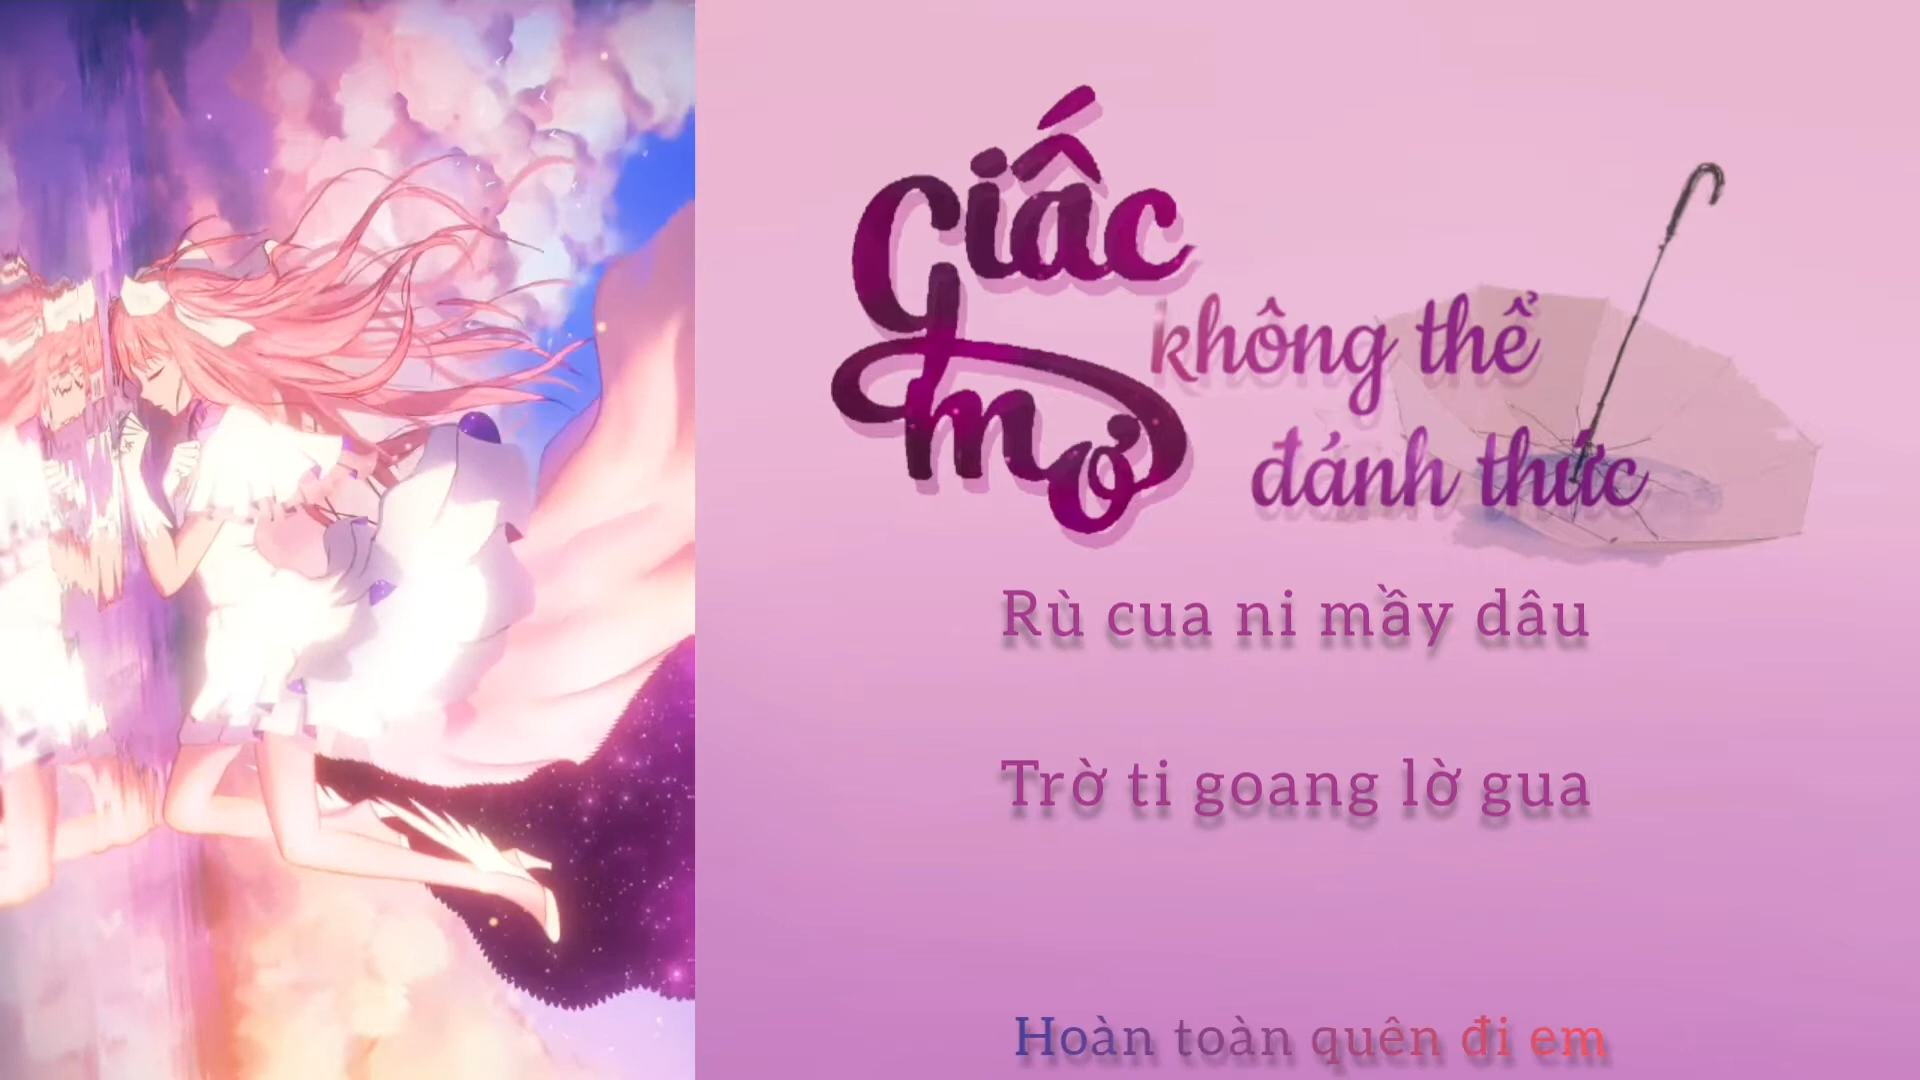 Giấc
mơ
không thể
đánh thức
Rù cua ni mầy dâu
Trờ ti goang lờ gua
Hoàn toàn quên đi em